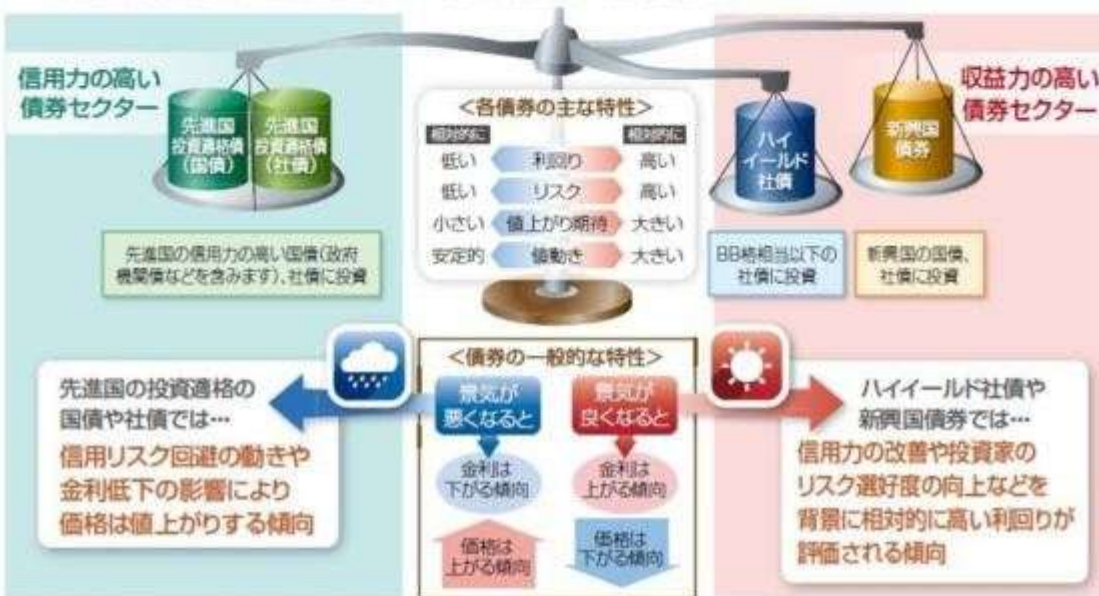 信用力の高い
債券セクター
先進国
投資適格債
(国債)
先進国
投資適格債
(社債)
先進国の信用力の高い国債(政府
機関債などを含みます)、社債に投資
<各債券の主な特性>
相対的に
相対的に
低い 利回り 高い
低い リスク 高い
小さい 値上がり期待 大きい
安定的 値動き 大きい
収益力の高い
債券セクター
ハイ
イールド
社債
新興国
債券
BB格相当以下の
社債に投資
新興国の国債、
社債に投資
先進国の投資適格の
国債や社債では…
信用リスク回避の動きや
金利低下の影響により
価格は値上がりする傾向
<債券の一般的な特性>
景気が
悪くなると
金利は
下がる傾向
価格は
上がる傾向
景気が
良くなると
金利は
上がる傾向
価格は
下がる傾向
ハイイールド社債や
新興国債券では…
信用力の改善や投資家の
リスク選好度の向上などを
背景に相対的に高い利回りが
評価される傾向